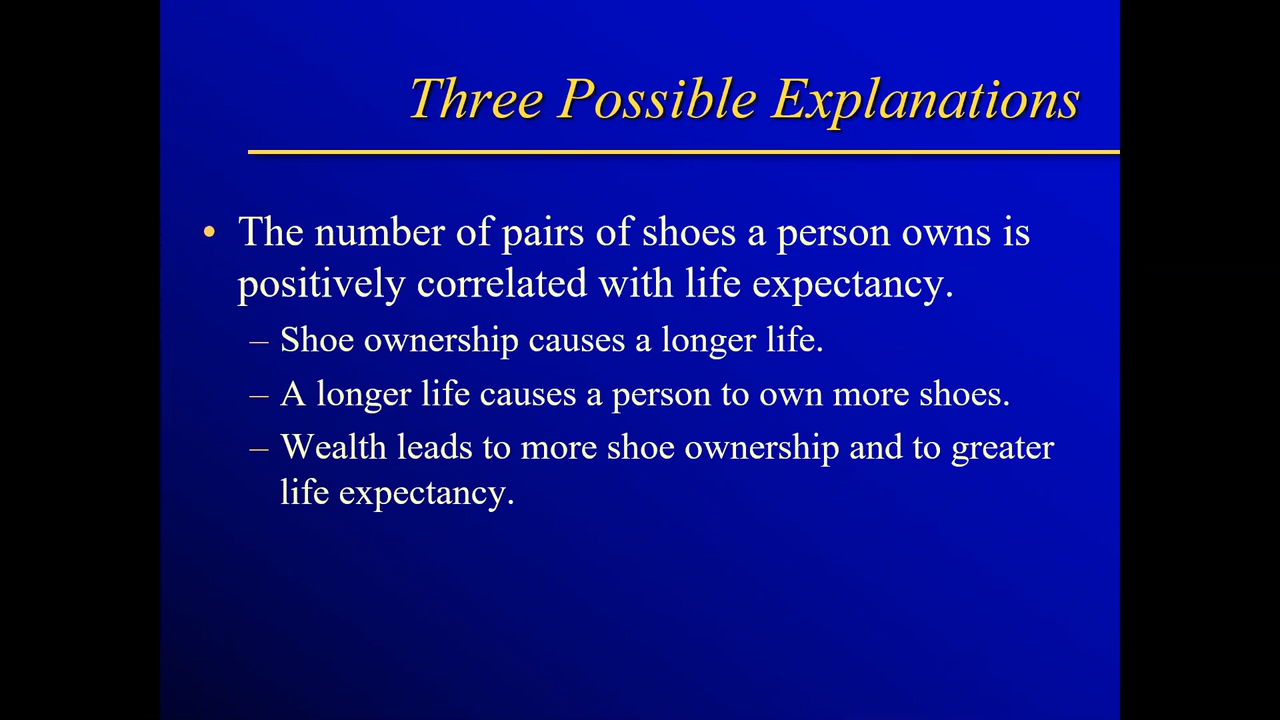 Three Possible Explanations
• The number of pairs of shoes a person owns is
positively correlated with life expectancy.
– Shoe ownership causes a longer life.
– A longer life causes a person to own more shoes.
– Wealth leads to more shoe ownership and to greater
life expectancy.